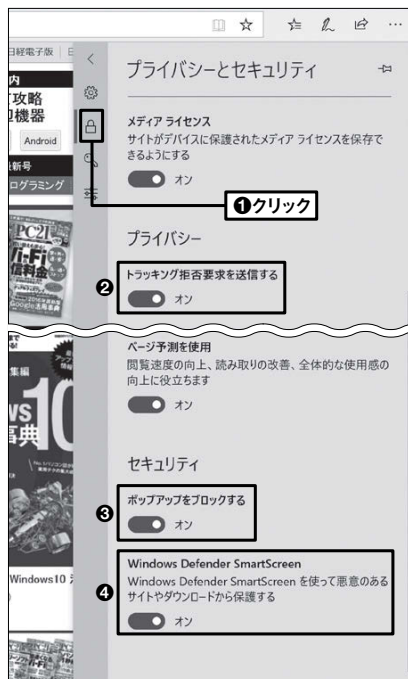 日経電子版
プライバシーとセキュリティ
内
攻略
機器
Android
メディア ライセンス
サイトがデバイスに保護されたメディア ライセンスを保存で
きるようにする
オン
新号
ログラミング
❶クリック
PC21
プライバシー
❷
トラッキング拒否要求を送信する
オン
ページ予測を使用
閲覧速度の向上、読み取りの改善、全体的な使用感の
向上に役立ちます
オン
集編
WS
10
事典
セキュリティ
❸
ポップアップをブロックする
オン
❹
Windows Defender SmartScreen
Windows Defender SmartScreen を使って悪意のある
サイトやダウンロードから保護する
オン
Windows10